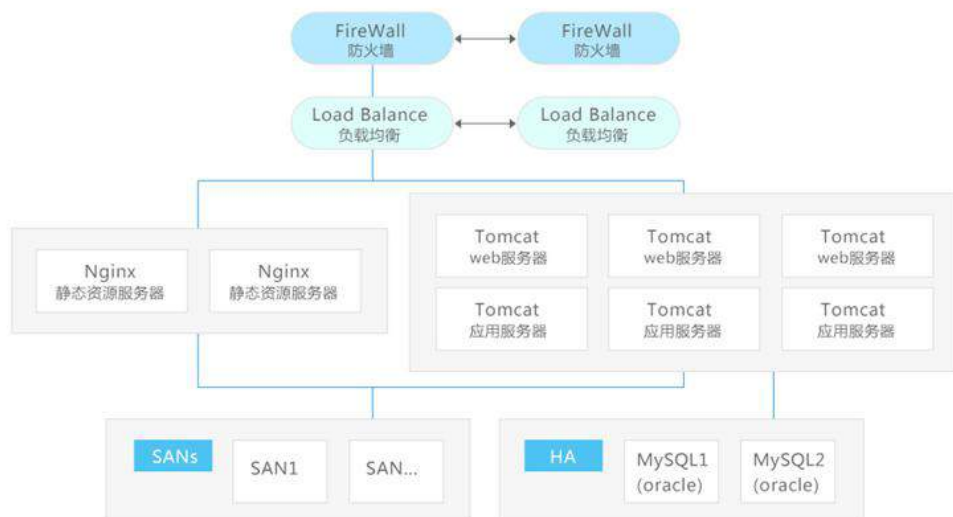 FireWall
防火墙
FireWall
防火墙
Load Balance
负载均衡
Load Balance
负载均衡
Nginx
静态资源服务器
Nginx
静态资源服务器
Tomcat
web服务器
Tomcat
web服务器
Tomcat
web服务器
Tomcat
应用服务器
Tomcat
应用服务器
Tomcat
应用服务器
SANs
SAN1
SAN...
HA
MySQL1
(oracle)
MySQL2
(oracle)